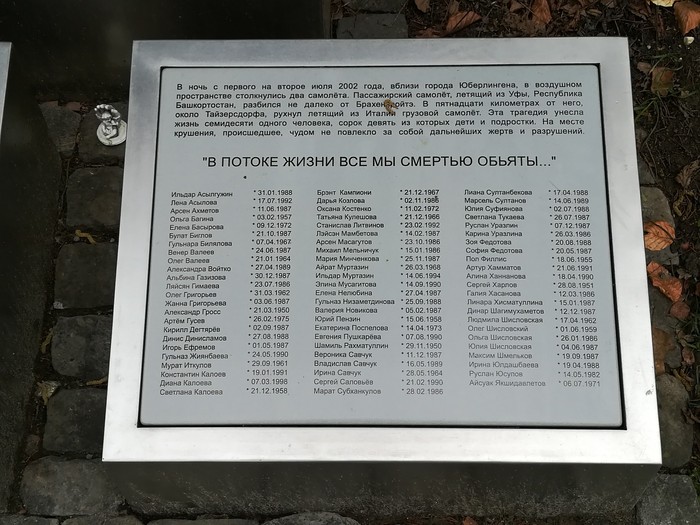 В ночь с первого на второе июля 2002 года, вблизи города Юберлингена, в воздушном
пространстве столкнулись два самолёта. Пассажирский самолёт, летящий из Уфы, Республика
Башкортостан, разбился не далеко от В пятнадцати километрах от него,
около Тайзерсдорфа, рухнул летящий из Италии грузовой самолёт. Эта трагедия унесла
жизнь семидесяти одного человека, сорок девять из которых дети и подростки. На месте
крушения, происшедшее, чудом не повлекло за собой дальнейших жертв и разрушений.
"В ПОТОКЕ ЖИЗНИ ВСЕ МЫ СМЕРТЬЮ ОБЬЯТЫ..."
Ильдар Асылгужин * 31.01.1988
Лена Асылова * 17.07.1992
Арсен Ахметов * 11.06.1987
Ольга Багина * 03.02.1957
Елена Басырова * 09.12.1972
Булат Бислов * 21.10.1987
Гульнара Билялова * 07.04.1967
Венер Валеев * 24.06.1987
Олег Валеев * 21.01.1964
Александра Войтко * 27.04.1989
Альбина Газизова * 30.12.1987
Ляйсян Гимаева * 23.07.1986
Олег Григорьев * 31.03.1962
Жанна Григорьева * 03.06.1987
Александр Гросс * 21.03.1950
Артём Гусев * 26.02.1975
Кирилл Дегтярёв * 02.09.1987
Динис Динисламов * 27.08.1988
Игорь Ефремов * 01.05.1987
Гульназ Жиянбаева * 24.05.1990
Мурат Иткулов * 29.09.1961
Константин Калоев * 19.01.1991
Диана Калоева * 07.03.1998
Светлана Калоева * 21.12.1958
Брэнт Кампиони * 21.12.1967
Дарья Козлова * 02.11.1986
Оксана Костенко * 11.02.1972
Татьяна Кулешова * 21.12.1966
Станислав Литвинов * 23.02.1992
Лэйсан Мамбетова * 14.02.1987
Арсен Масагутов * 23.10.1986
Михаил Мельничук * 15.01.1986
Мария Минченкова * 25.11.1987
Айрат Муртазин * 26.03.1968
Ильдар Муртазин * 14.06.1994
Элина Мусагитова * 14.09.1990
Елена Нелюбина * 27.04.1987
Гульназ Низаметдинова * 25.09.1988
Валерия Новикова * 05.02.1987
Юрий Пензин * 15.06.1958
Екатерина Поспелова * 14.04.1973
Евгения Пушкарёва * 07.08.1990
Шамиль Рахматуллин * 29.11.1950
Вероника Савчук * 11.12.1987
Владислав Савчук * 16.05.1989
Ирина Савчук * 28.05.1964
Сергей Соловьёв * 21.02.1990
Марат Субханкулов * 28.02.1986
Лиана Султанбекова * 17.04.1988
Марсель Султанов * 14.06.1989
Юлия Суфиянова * 02.07.1988
Светлана Тукаева * 26.07.1987
Руслан Уразлин * 07.12.1987
Карина Уразлина * 26.03.1986
Зоя Федотова * 20.08.1988
София Федотова * 20.05.1987
Пол Филлис * 18.06.1955
Артур Хамматов * 21.06.1991
Алина Ханнанова * 18.04.1990
Сергей Харлов * 28.08.1951
Галия Хасанова * 12.03.1986
Линара Хисматуллина * 15.01.1987
Динар Шагимухаметов * 12.12.1987
Людмила Шисловская * 17.04.1962
Олег Шисловский * 01.06.1959
Ольга Шисловская * 26.01.1986
Юлия Шисловская * 04.06.1987
Максим Шмельков * 19.09.1987
Ирина Юлдашбаева * 19.04.1988
Руслан Юсупов * 14.05.1982
Айсуак Якшидавлетов * 06.07.1971